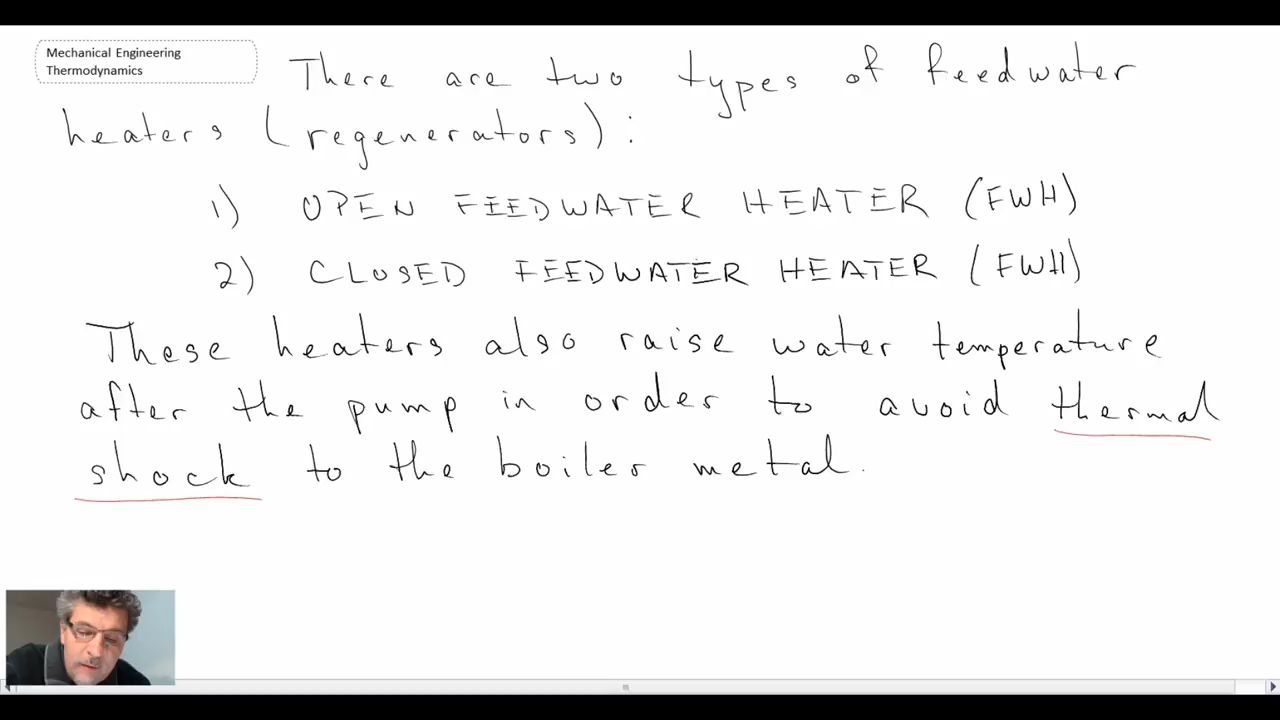 Mechanical Engineering
Thermodynamics
There are two types of feedwater
heaters (regenerators):
1) OPEN FEEDWATER HEATER (FWH)
2) CLOSED FEEDWATER HEATER (FWH)
These heaters also raise water temperature
after the pump in order to avoid thermal
shock to the boiler metal.